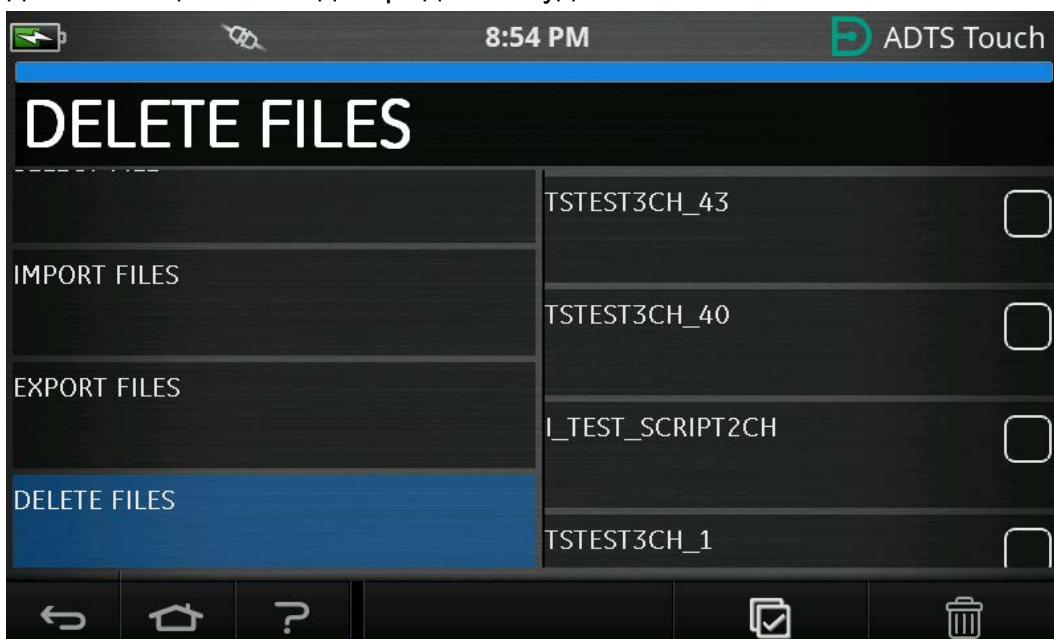 8:54 PM
ADTS Touch
DELETE FILES
IMPORT FILES
EXPORT FILES
DELETE FILES
TSTEST3CH_43
TSTEST3CH_40
I_TEST_SCRIPT2CH
TSTEST3CH_1
?